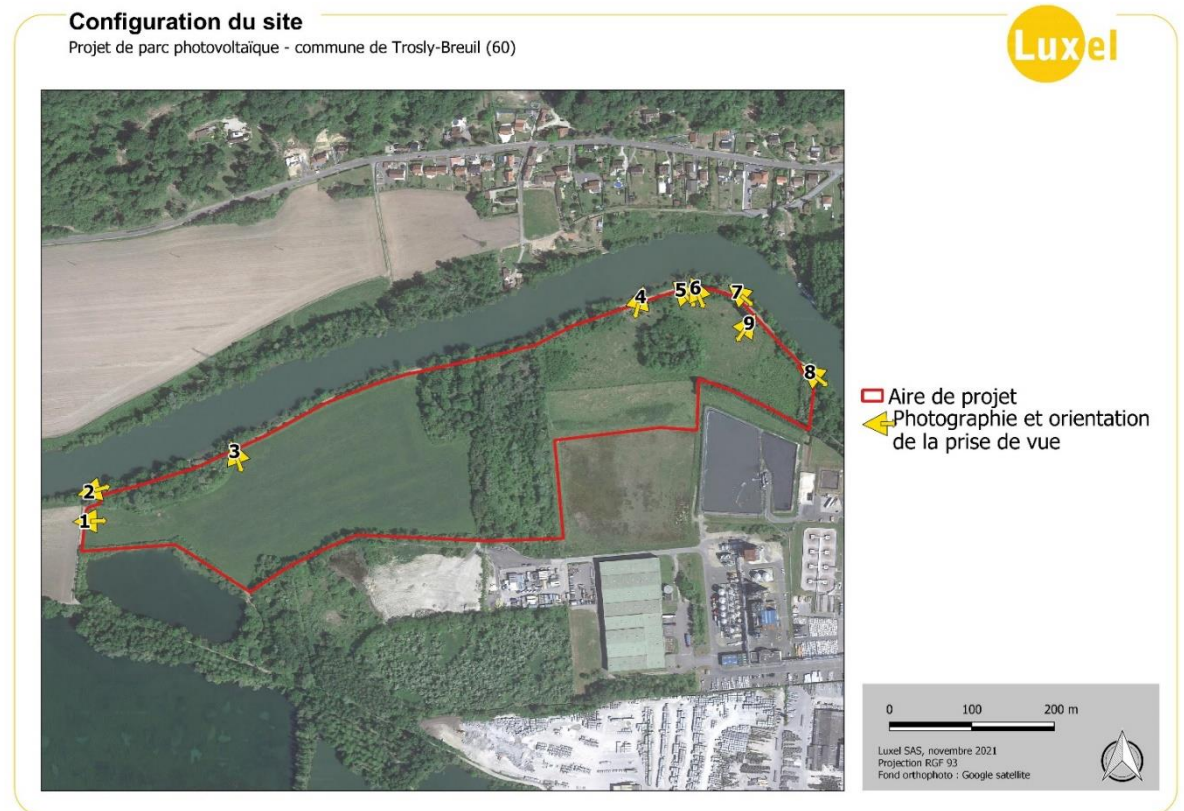 Configuration du site
Projet de parc photovoltaïque - commune de Trosly-Breuil (60)
Luxel
4
5
6
7
9
8
3
2
1
Aire de projet
Photographie et orientation
de la prise de vue
0 100 200 m
Luxel SAS, novembre 2021
Projection RGF 93
Fond orthophoto : Google satellite